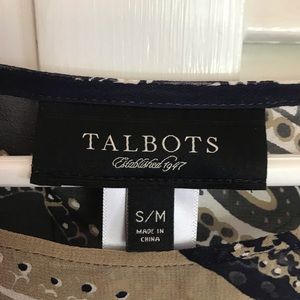 TALBOTS
Established 1947
S/M
MADE IN
CHINA